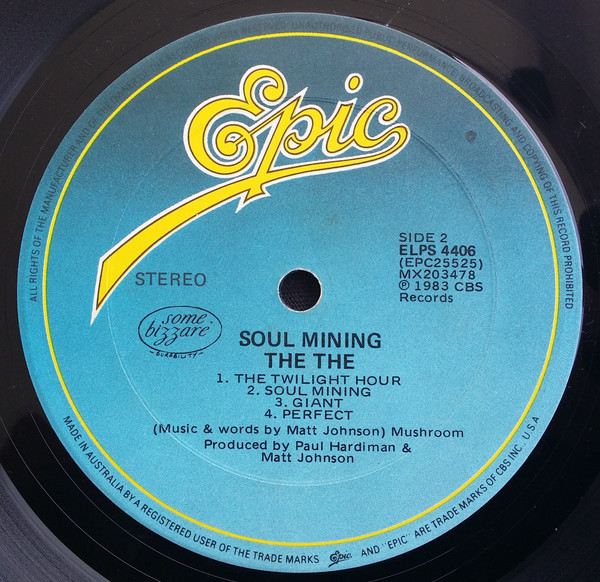 ALL RIGHTS OF THE MANUFACTURER AND OF THE
UNAUTHORIZED
BROADCASTING AND COPYING OF THIS RECORD PROHIBITED
Epic
STEREO
SIDE 2
ELPS 4406
(EPC25525)
MX203478
℗ 1983 CBS
Records
some
bizzare
-DURABILITY-
SOUL MINING
THE THE
1. THE TWILIGHT HOUR
2. SOUL MINING
3. GIANT
4. PERFECT
(Music & words by Matt Johnson) Mushroom
Produced by Paul Hardiman &
Matt Johnson
MADE IN AUSTRALIA BY A REGISTERED USER OF THE TRADE MARKS Epic AND "EPIC" ARE TRADE MARKS OF CBS INC. U.S.A